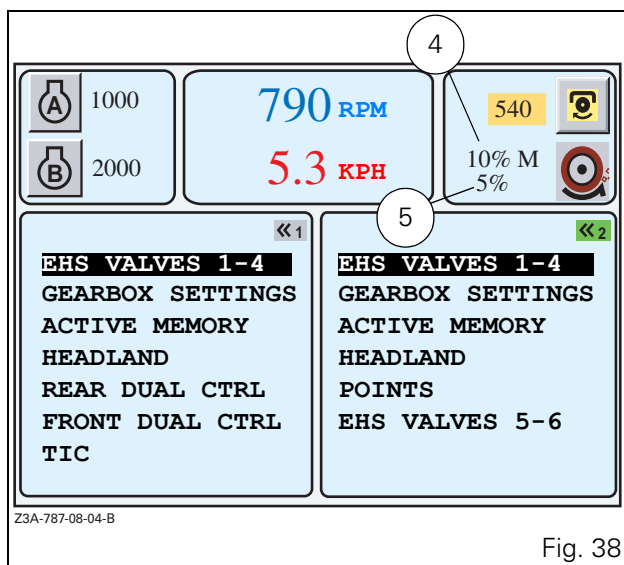 4
A 1000
B 2000
790 RPM
5.3 KPH
540
10% M
5%
5
«1
EHS VALVES 1-4
GEARBOX SETTINGS
ACTIVE MEMORY
HEADLAND
REAR DUAL CTRL
FRONT DUAL CTRL
TIC
«2
EHS VALVES 1-4
GEARBOX SETTINGS
ACTIVE MEMORY
HEADLAND
POINTS
EHS VALVES 5-6
Z3A-787-08-04-B
Fig. 38